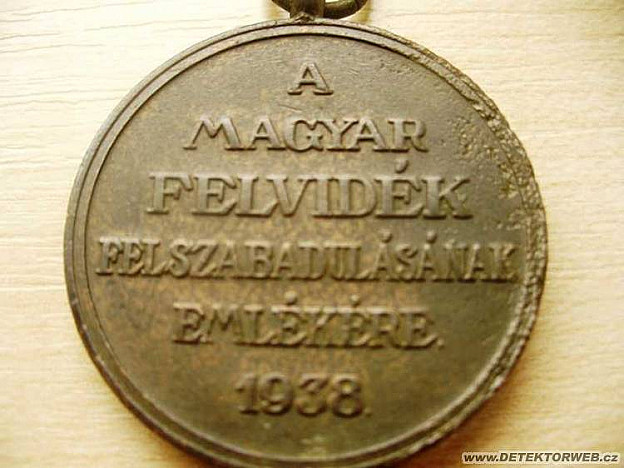 A
MAGYAR
FELVIDÉK
FELSZABADULÁSÁNAK
EMLÉKÉRE.
1938.
www.DETEKTORWEB.cz